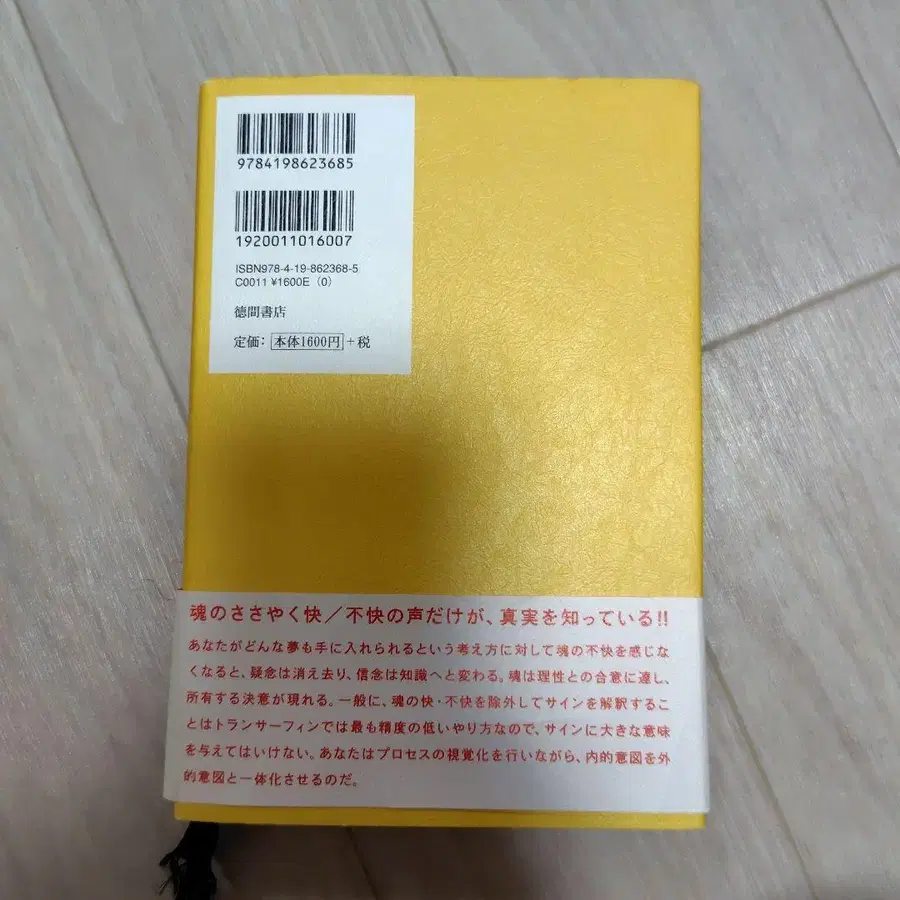 9784198623685
1920011016007
ISBN978-4-19-862368-5
C0011 ¥1600E (0)
徳間書店
定価: 本体1600円+税
魂のささやく快/不快の声だけが、真実を知っている!!
あなたがどんな夢も手に入れられるという考え方に対して魂の不快を感じな
くなると、疑念は消え去り、信念は知識へと変わる。魂は理性との合意に達し、
所有する決意が現れる。一般に、魂の快・不快を除外してサインを解釈するこ
とはトランサーフィンでは最も精度の低いやり方なので、サインに大きな意味
を与えてはいけない。あなたはプロセスの視覚化を行いながら、内的意図を外
的意図と一体化させるのだ。